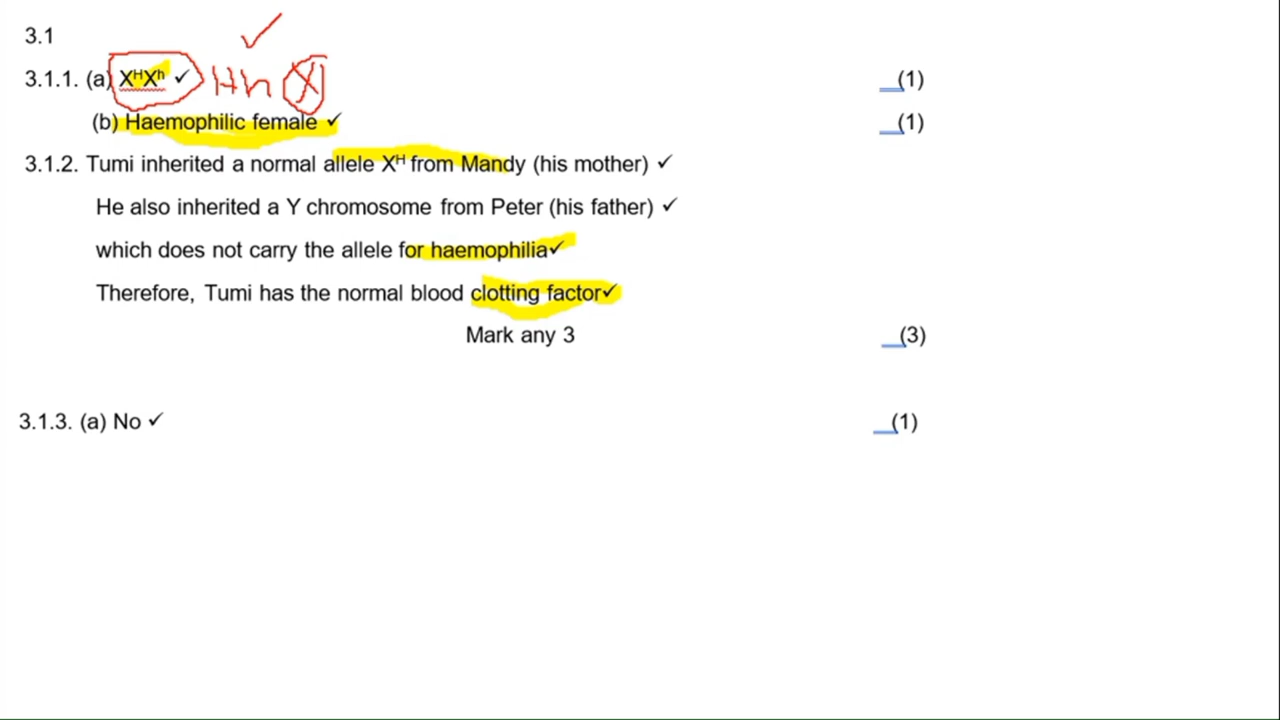 3.1
3.1.1. (a) XᴴXʰ ✓ Hh X (1)
(b) Haemophilic female ✓ (1)
3.1.2. Tumi inherited a normal allele Xᴴ from Mandy (his mother) ✓
He also inherited a Y chromosome from Peter (his father) ✓
which does not carry the allele for haemophilia✓
Therefore, Tumi has the normal blood clotting factor✓
Mark any 3 (3)
3.1.3. (a) No ✓ (1)